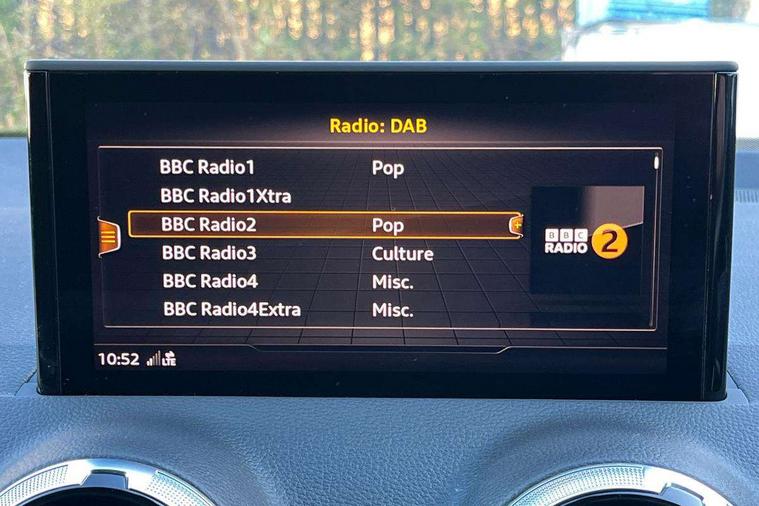 Radio: DAB
BBC Radio1 Pop
BBC Radio1Xtra
BBC Radio2 Pop
BBC Radio3 Culture
BBC Radio4 Misc.
BBC Radio4Extra Misc.
BBC
RADIO 2
10:52 LTE